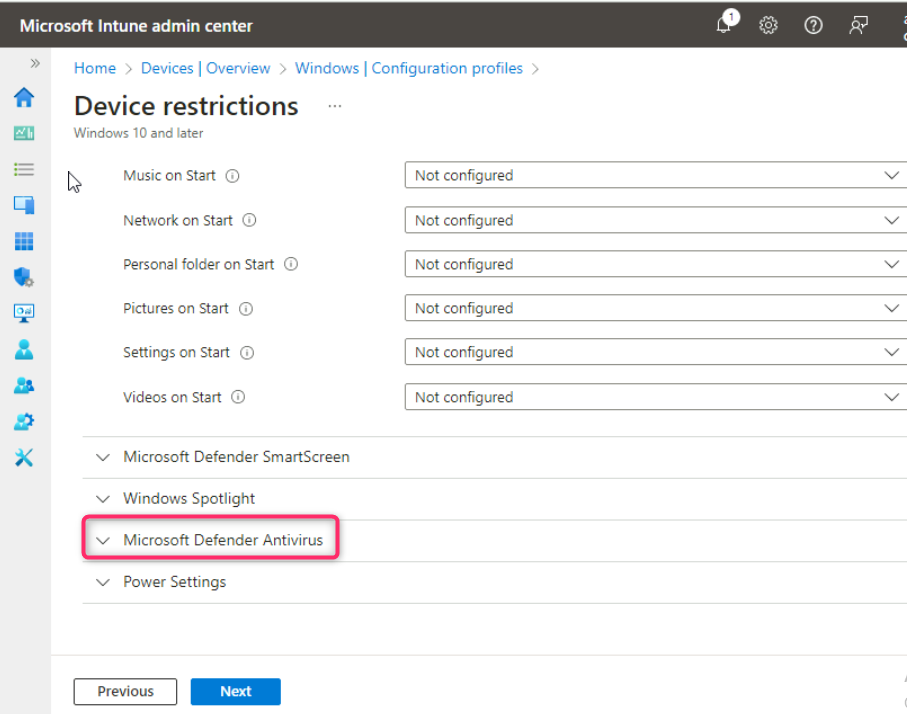 Microsoft Intune admin center
1
Home > Devices | Overview > Windows | Configuration profiles >
Device restrictions ...
Windows 10 and later
Music on Start Not configured
Network on Start Not configured
Personal folder on Start Not configured
Pictures on Start Not configured
Settings on Start Not configured
Videos on Start Not configured
Microsoft Defender SmartScreen
Windows Spotlight
Microsoft Defender Antivirus
Power Settings
Previous Next